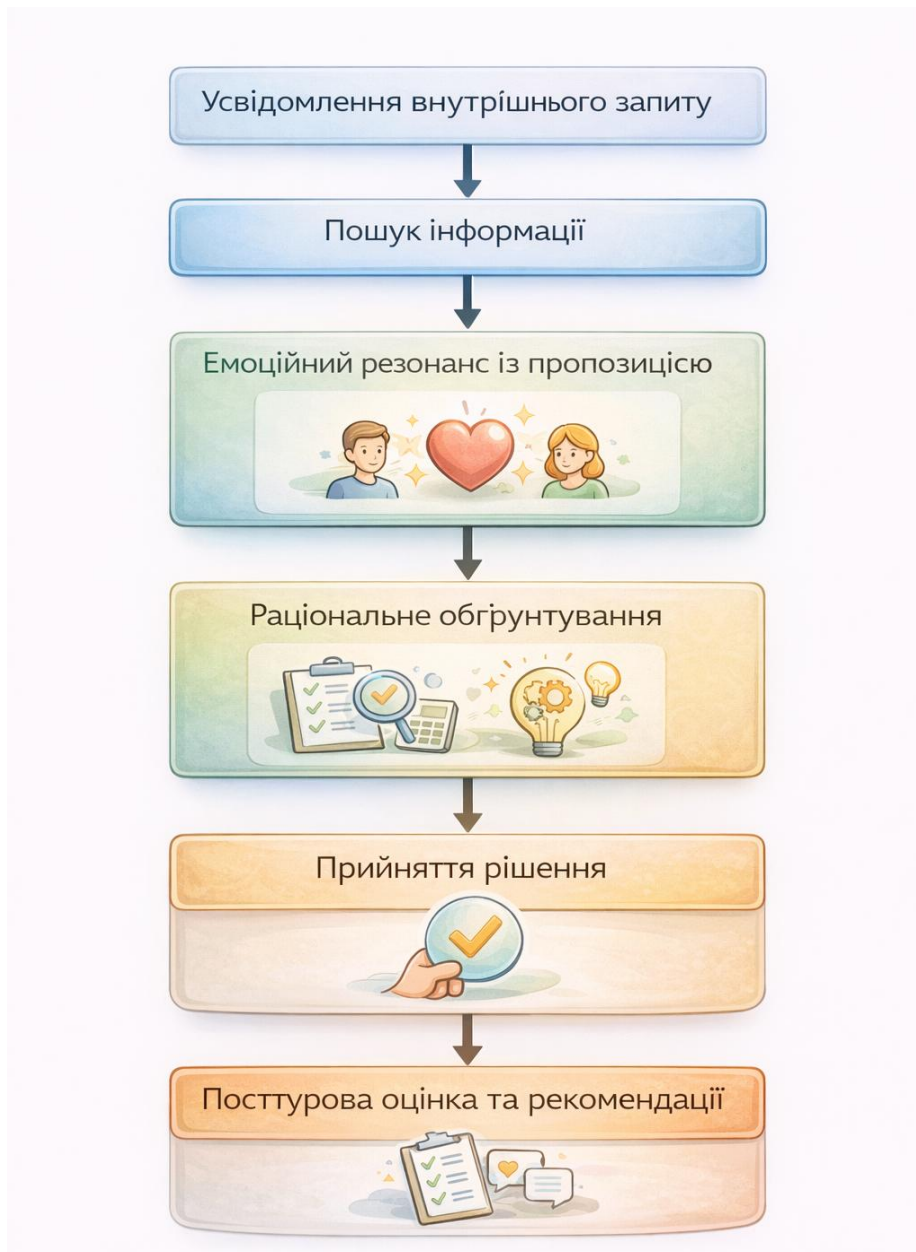 Усвідомлення внутрішнього запиту
Пошук інформації
Емоційний резонанс із пропозицією
Раціональне обґрунтування
Прийняття рішення
Посттурова оцінка та рекомендації